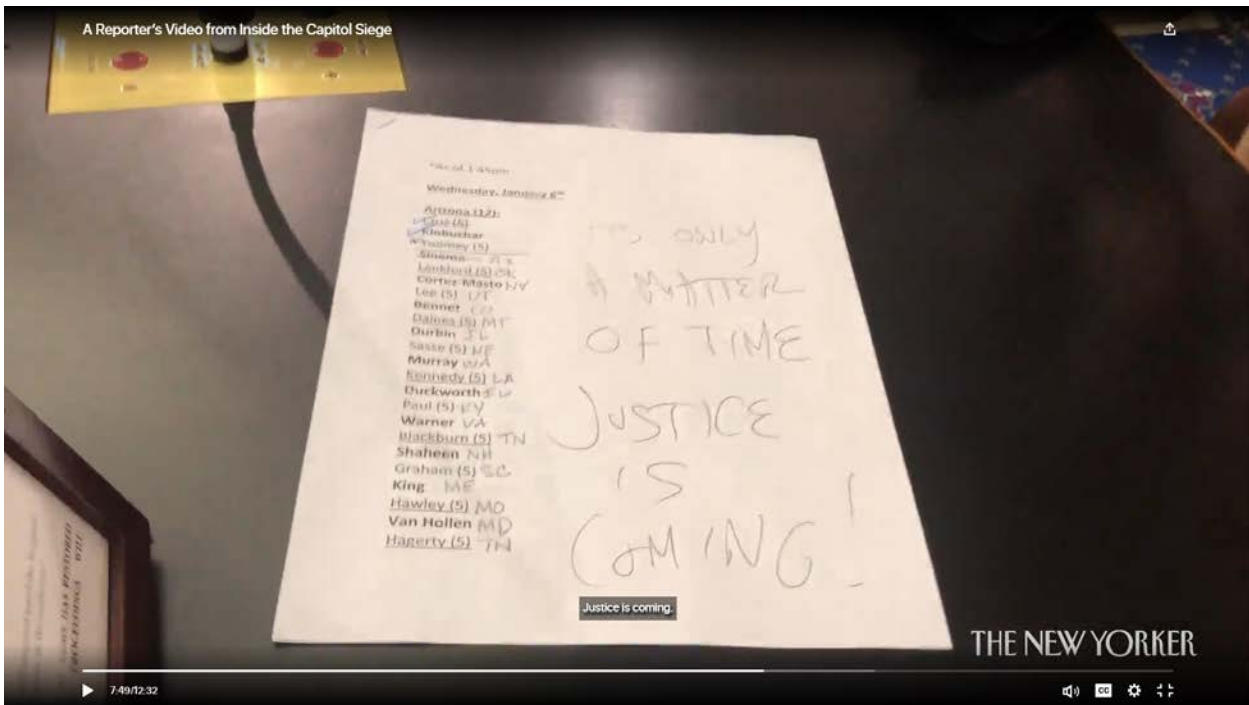 A Reporter's Video from Inside the Capitol Siege
Wednesday, January 6th
Arizona (12):
Cruz (5)
Klobuchar
Toomey (5)
Sinema AZ
Lankford (5) OK
Cortez Masto NV
Lee (5) UT
Bennet CO
Daines (5) MT
Durbin IL
Sasse (5) NE
Murray WA
Kennedy (5) LA
Duckworth IL
Paul (5) KY
Warner VA
Blackburn (5) TN
Shaheen NH
Graham (5) SC
King ME
Hawley (5) MO
Van Hollen MD
Hagerty (5) TN
ITS ONLY
A MATTER
OF TIME
JUSTICE
IS
COMING!
Justice is coming.
THE NEW YORKER
7:49/12:32
CC